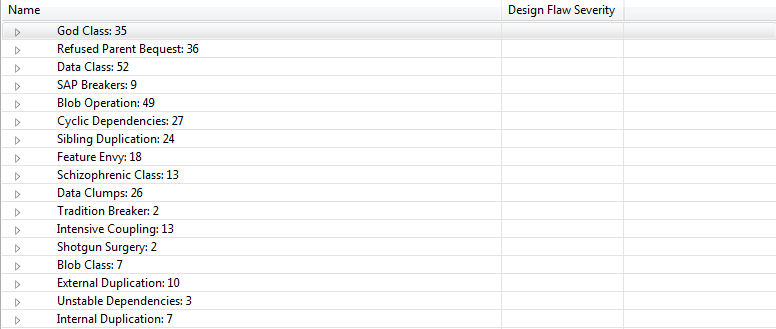 Name Design Flaw Severity
God Class: 35
Refused Parent Bequest: 36
Data Class: 52
SAP Breakers: 9
Blob Operation: 49
Cyclic Dependencies: 27
Sibling Duplication: 24
Feature Envy: 18
Schizophrenic Class: 13
Data Clumps: 26
Tradition Breaker: 2
Intensive Coupling: 13
Shotgun Surgery: 2
Blob Class: 7
External Duplication: 10
Unstable Dependencies: 3
Internal Duplication: 7